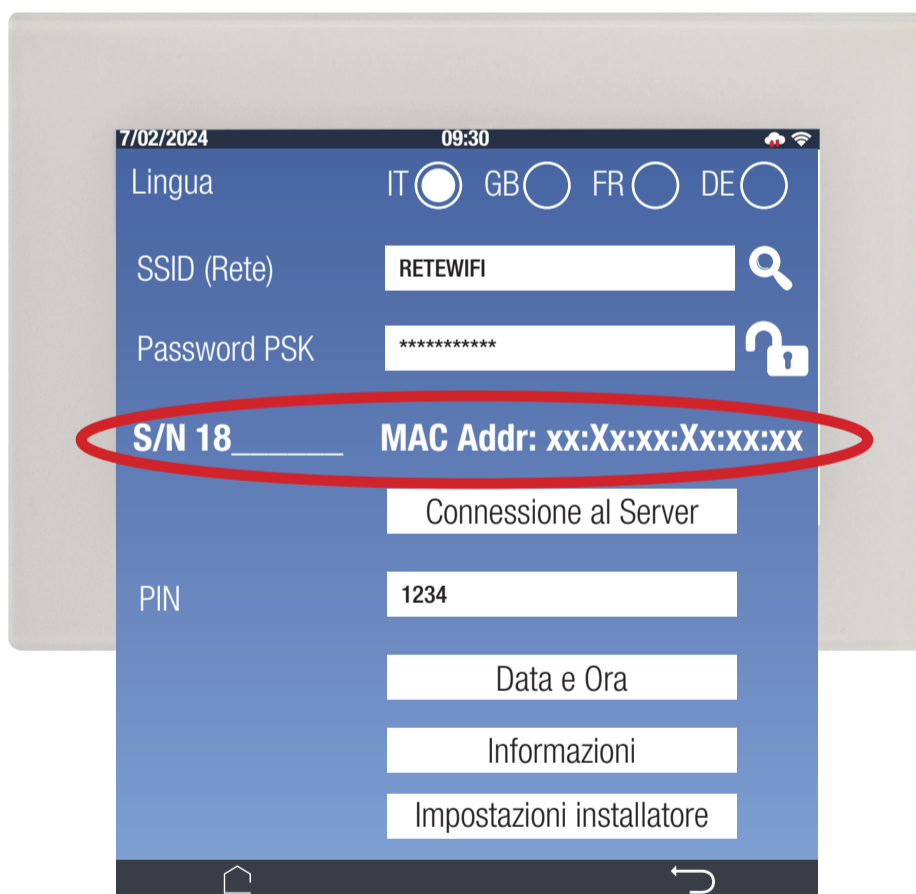 7/02/2024 09:30
Lingua IT GB FR DE
SSID (Rete) RETEWIFI
Password PSK ***********
S/N 18______ MAC Addr: xx:Xx:xx:Xx:xx:xx
Connessione al Server
PIN 1234
Data e Ora
Informazioni
Impostazioni installatore